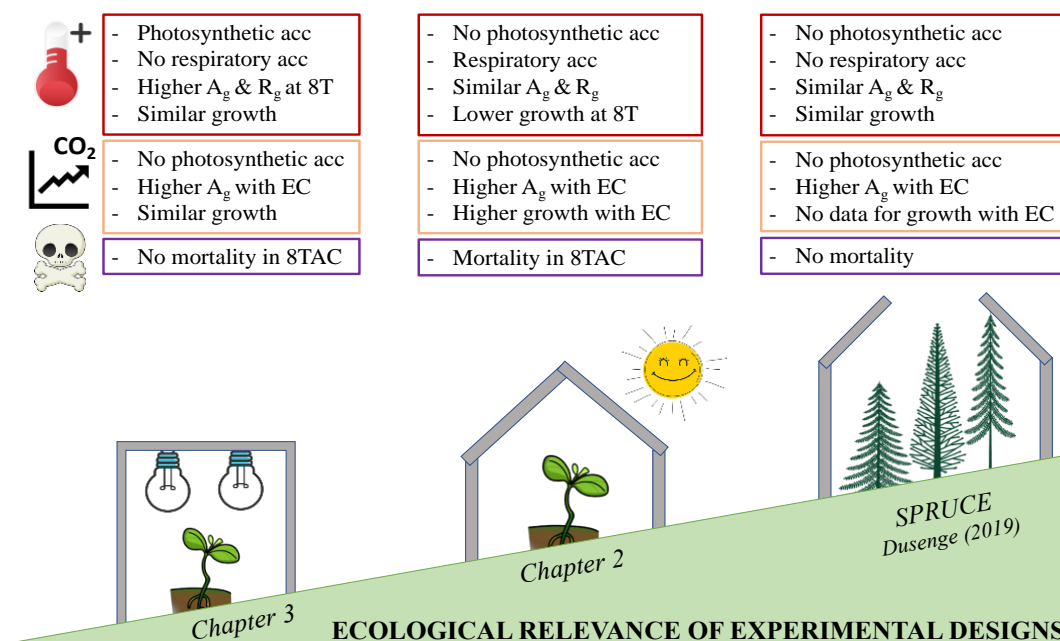 +
- Photosynthetic acc
- No respiratory acc
- Higher Ag & Rg at 8T
- Similar growth
- No photosynthetic acc
- Respiratory acc
- Similar Ag & Rg
- Lower growth at 8T
- No photosynthetic acc
- No respiratory acc
- Similar Ag & Rg
- Similar growth
CO2
- No photosynthetic acc
- Higher Ag with EC
- Similar growth
- No photosynthetic acc
- Higher Ag with EC
- Higher growth with EC
- No photosynthetic acc
- Higher Ag with EC
- No data for growth with EC
- No mortality in 8TAC
- Mortality in 8TAC
- No mortality
Chapter 3
Chapter 2
SPRUCE
Dusenge (2019)
ECOLOGICAL RELEVANCE OF EXPERIMENTAL DESIGNS